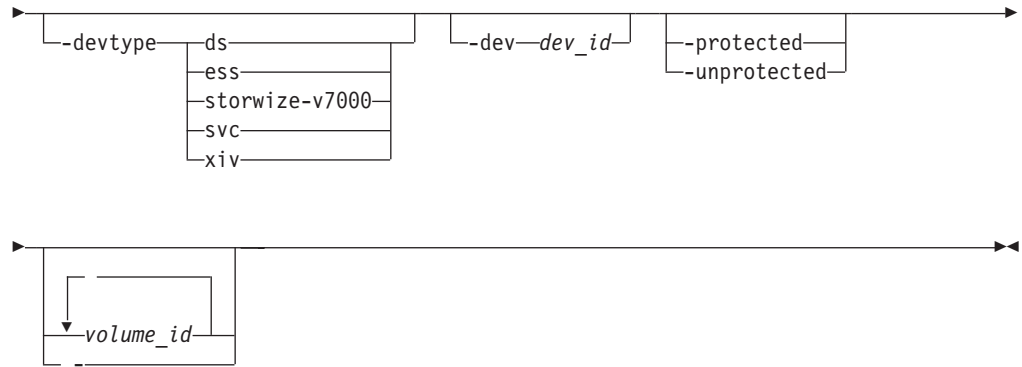 -devtype ds -dev dev_id -protected
ess -unprotected
storwize-v7000
svc
xiv
volume_id
-